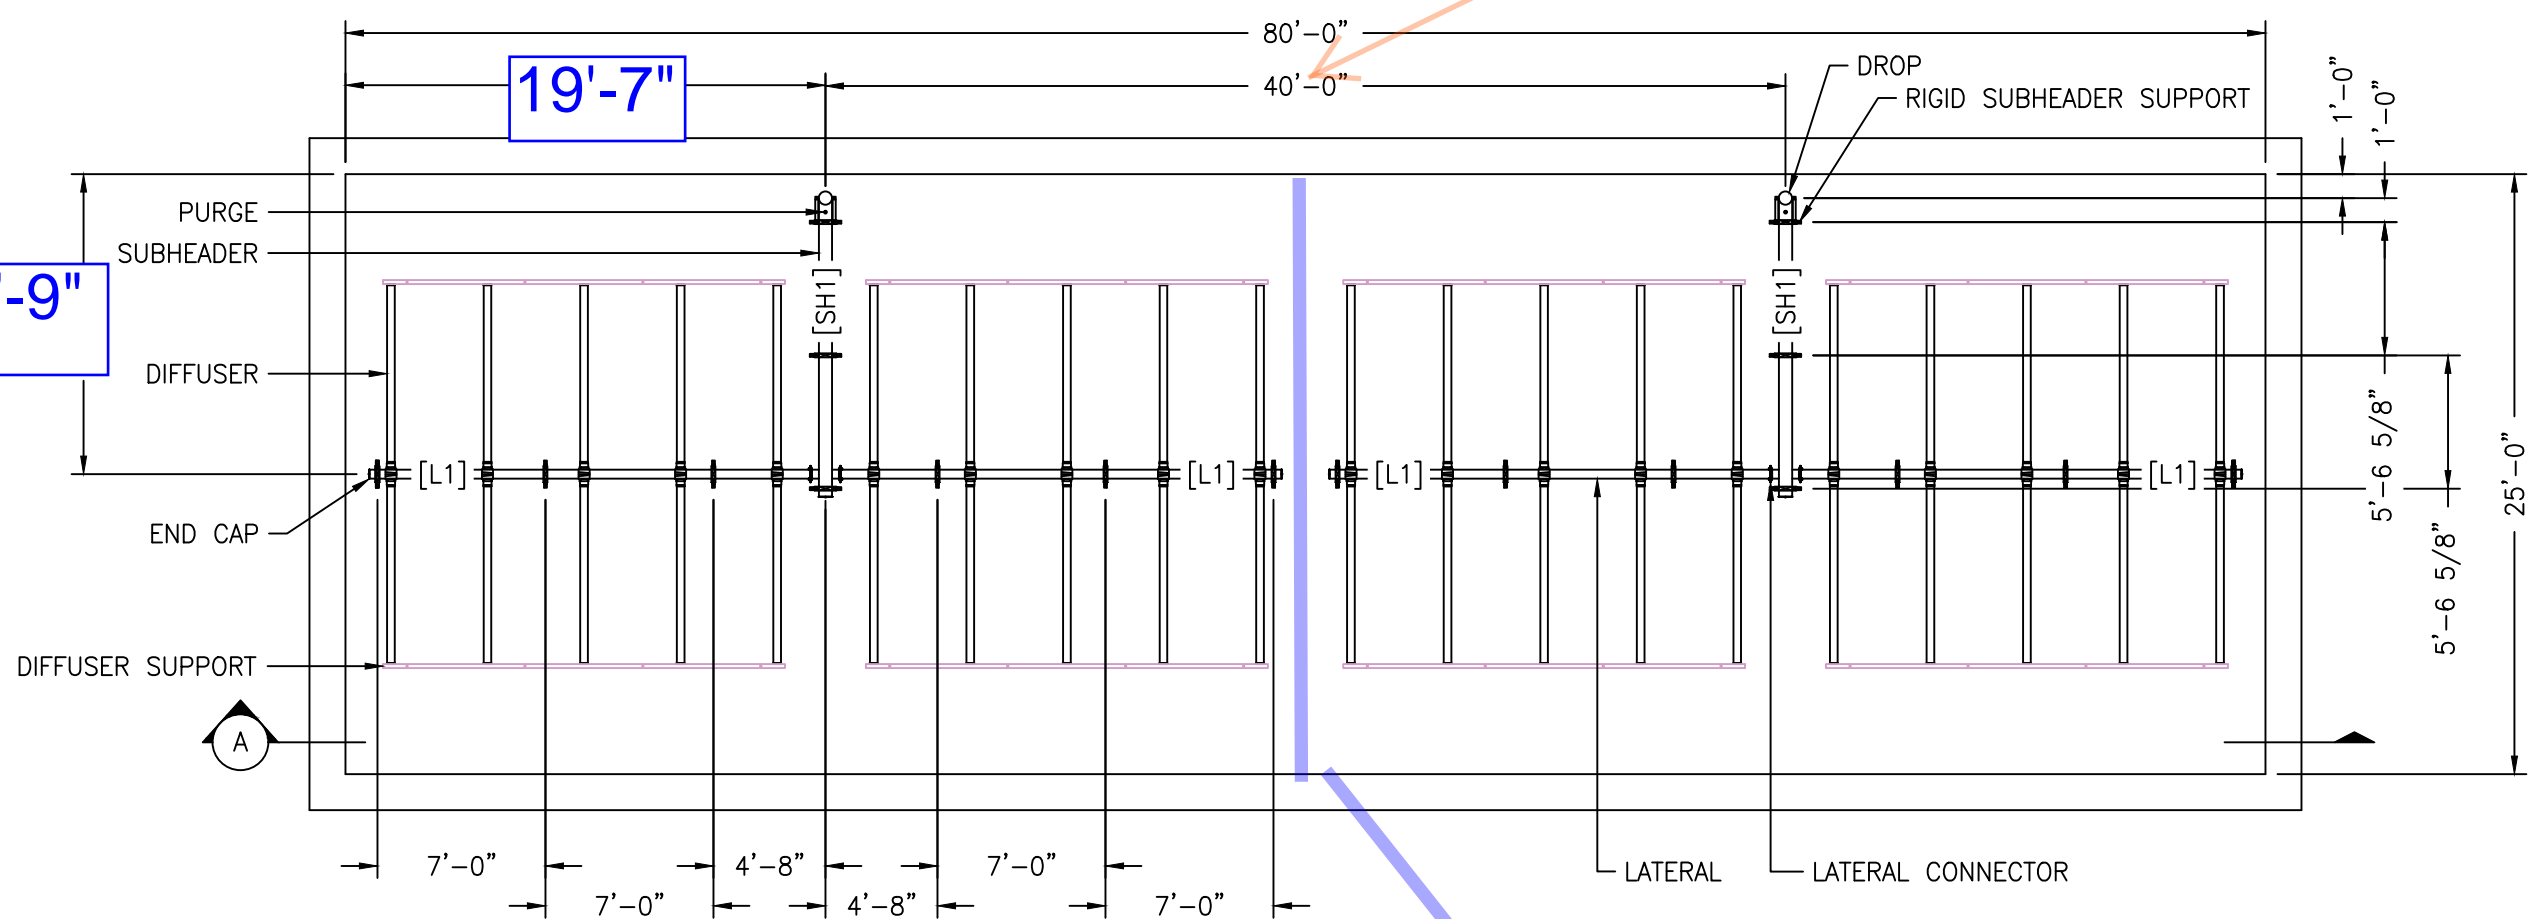 80'-0"
19'-7"
40'-0"
DROP
RIGID SUBHEADER SUPPORT
1'-0"
1'-0"
PURGE
SUBHEADER
'-9"
[SH1]
[SH1]
DIFFUSER
5'-6 5/8"
25'-0"
[L1]
[L1]
[L1]
[L1]
END CAP
5'-6 5/8"
DIFFUSER SUPPORT
A
7'-0"
4'-8"
7'-0"
LATERAL
LATERAL CONNECTOR
7'-0"
4'-8"
7'-0"